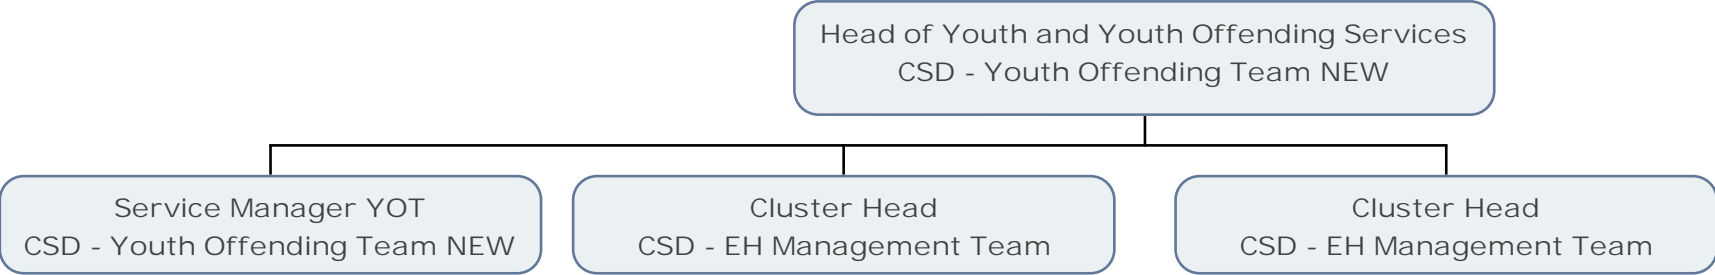 Head of Youth and Youth Offending Services
CSD - Youth Offending Team NEW
Service Manager YOT
CSD - Youth Offending Team NEW
Cluster Head
CSD - EH Management Team
Cluster Head
CSD - EH Management Team